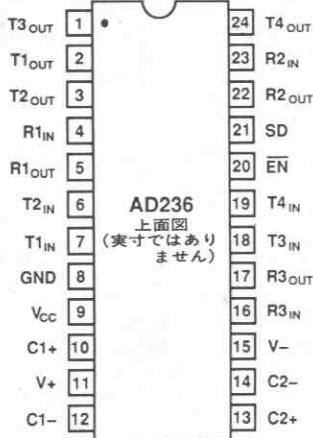 T3OUT 1 24 T4OUT
T1OUT 2 23 R2IN
T2OUT 3 22 R2OUT
R1IN 4 21 SD
R1OUT 5 20 E̅N̅
T2IN 6 AD236 19 T4IN
上面図
T1IN 7 (実寸ではあり 18 T3IN
ません)
GND 8 17 R3OUT
VCC 9 16 R3IN
C1+ 10 15 V−
V+ 11 14 C2−
C1− 12 13 C2+